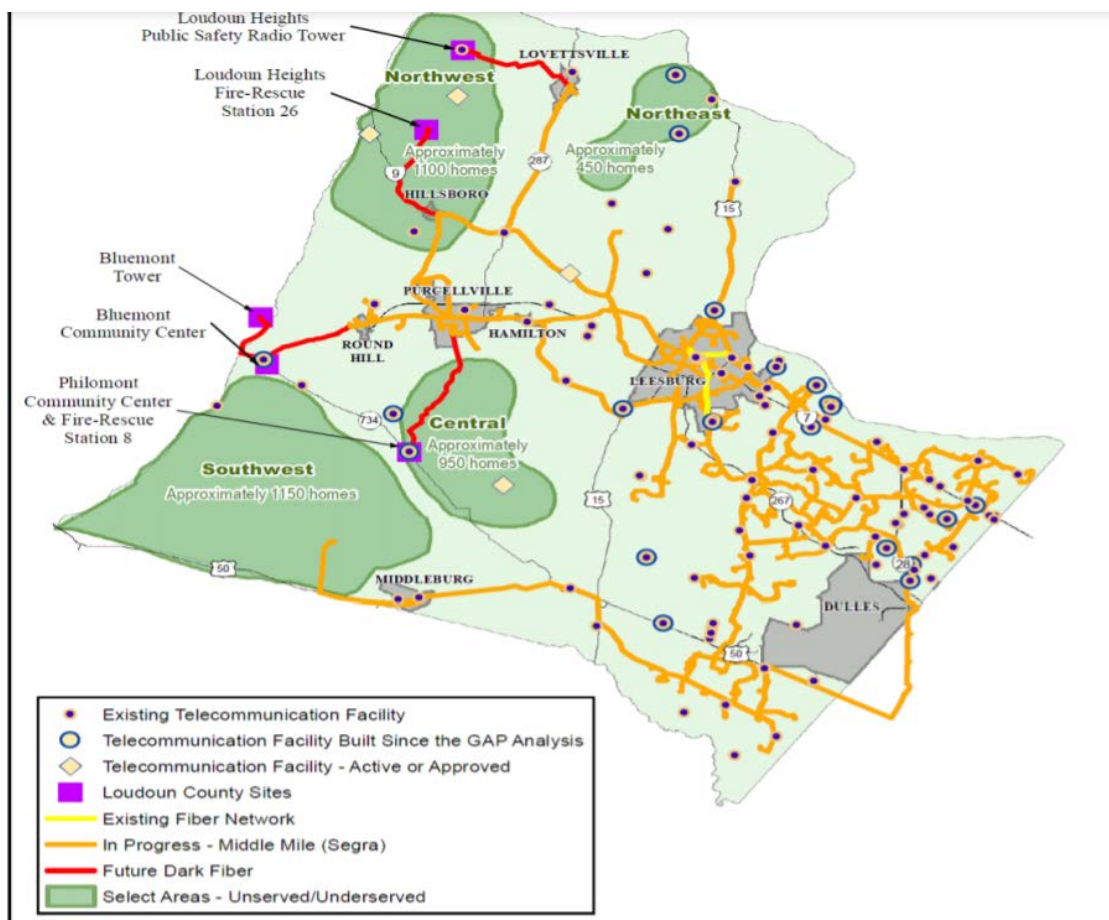 Loudoun Heights
Public Safety Radio Tower
LOVETTSVILLE
Northwest
Loudoun Heights
Fire-Rescue
Station 26
Northeast
Approximately
1100 homes
Approximately
450 homes
287
9
HILLSBORO
15
Bluemont
Tower
PURCELLVILLE
Bluemont
Community Center
HAMILTON
ROUND
HILL
LEESBURG
Philomont
Community Center
& Fire-Rescue
Station 8
734
7
Central
Approximately
950 homes
Southwest
Approximately 1150 homes
15
267
50
28
MIDDLEBURG
DULLES
50
Existing Telecommunication Facility
Telecommunication Facility Built Since the GAP Analysis
Telecommunication Facility - Active or Approved
Loudoun County Sites
Existing Fiber Network
In Progress - Middle Mile (Segra)
Future Dark Fiber
Select Areas - Unserved/Underserved